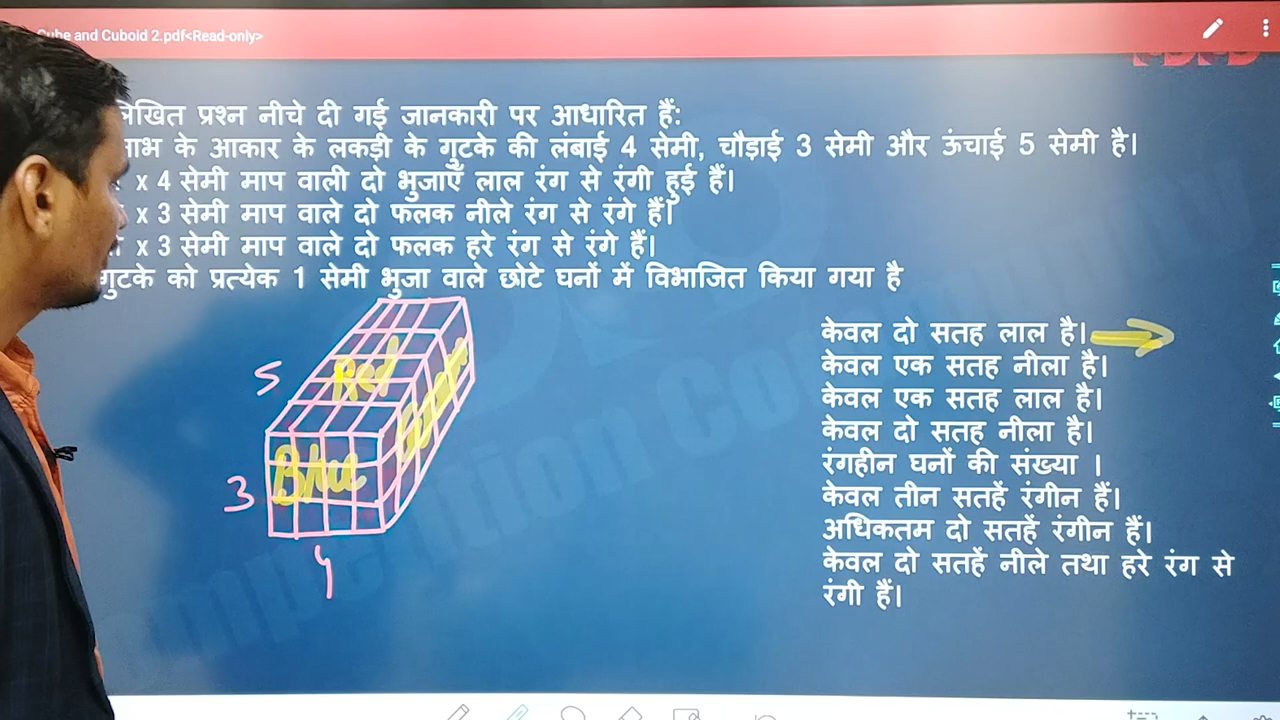 Cube and Cuboid 2.pdf<Read-only>
प्रश्न नीचे दी गई जानकारी पर आधारित हैं:
के आकार के लकड़ी के गुटके की लंबाई 4 सेमी, चौड़ाई 3 सेमी और ऊंचाई 5 सेमी है।
x 4 सेमी माप वाली दो भुजाएँ लाल रंग से रंगी हुई हैं।
x 3 सेमी माप वाले दो फलक नीले रंग से रंगे हैं।
x 3 सेमी माप वाले दो फलक हरे रंग से रंगे हैं।
गुटके को प्रत्येक 1 सेमी भुजा वाले छोटे घनों में विभाजित किया गया है
केवल दो सतह लाल है।
केवल एक सतह नीला है।
केवल एक सतह लाल है।
केवल दो सतह नीला है।
रंगहीन घनों की संख्या ।
केवल तीन सतहें रंगीन हैं।
अधिकतम दो सतहें रंगीन हैं।
केवल दो सतहें नीले तथा हरे रंग से
रंगी हैं।
5
Red
3
Blue
4